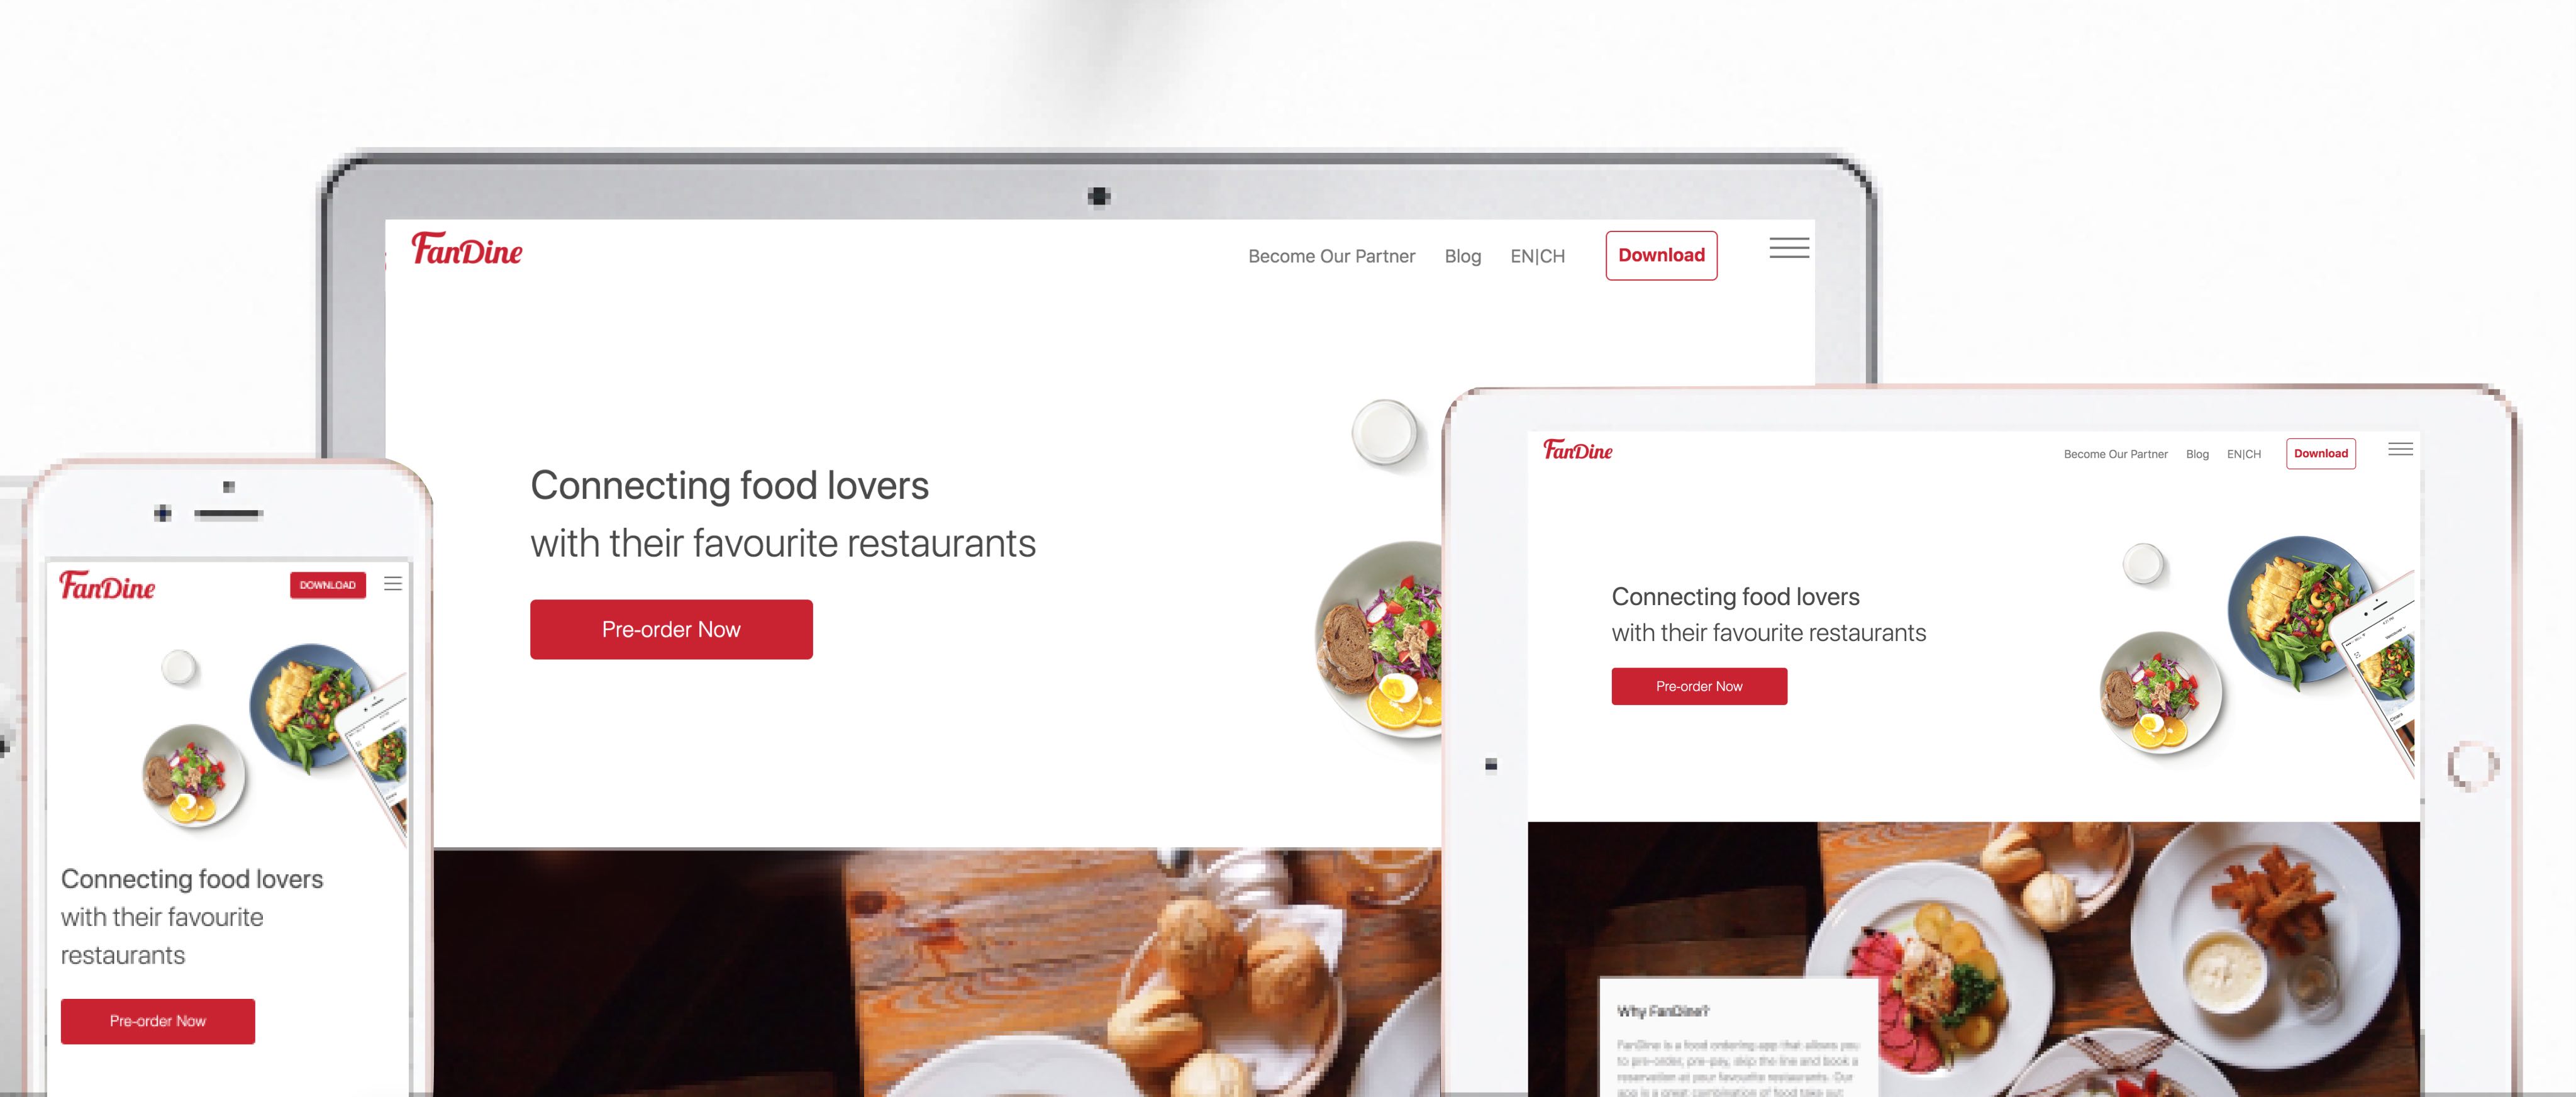 FanDine
Become Our Partner Blog EN|CH Download
Connecting food lovers
with their favourite restaurants
Pre-order Now
FanDine
DOWNLOAD
Connecting food lovers
with their favourite
restaurants
Pre-order Now
FanDine
Become Our Partner Blog EN|CH Download
Connecting food lovers
with their favourite restaurants
Pre-order Now
Why FanDine?
FanDine is a food ordering app that allows you
to pre-order, pre-pay, skip the line and book a
reservation at your favourite restaurants. Our
app is a great combination of food take out